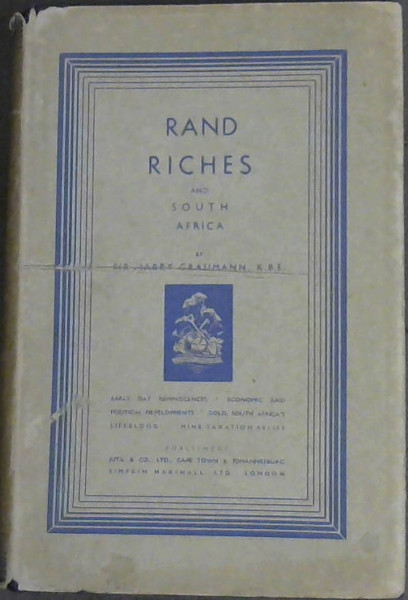 RAND
RICHES
AND
SOUTH
AFRICA
BY
SIR HARRY GRAUMANN, K.B.E.
EARLY DAY REMINISCENCES · ECONOMIC AND
POLITICAL DEVELOPMENTS · GOLD, SOUTH AFRICA'S
LIFEBLOOD · MINE TAXATION RELIEF
PUBLISHERS
JUTA & CO., LTD., CAPE TOWN & JOHANNESBURG
SIMPKIN MARSHALL, LTD., LONDON